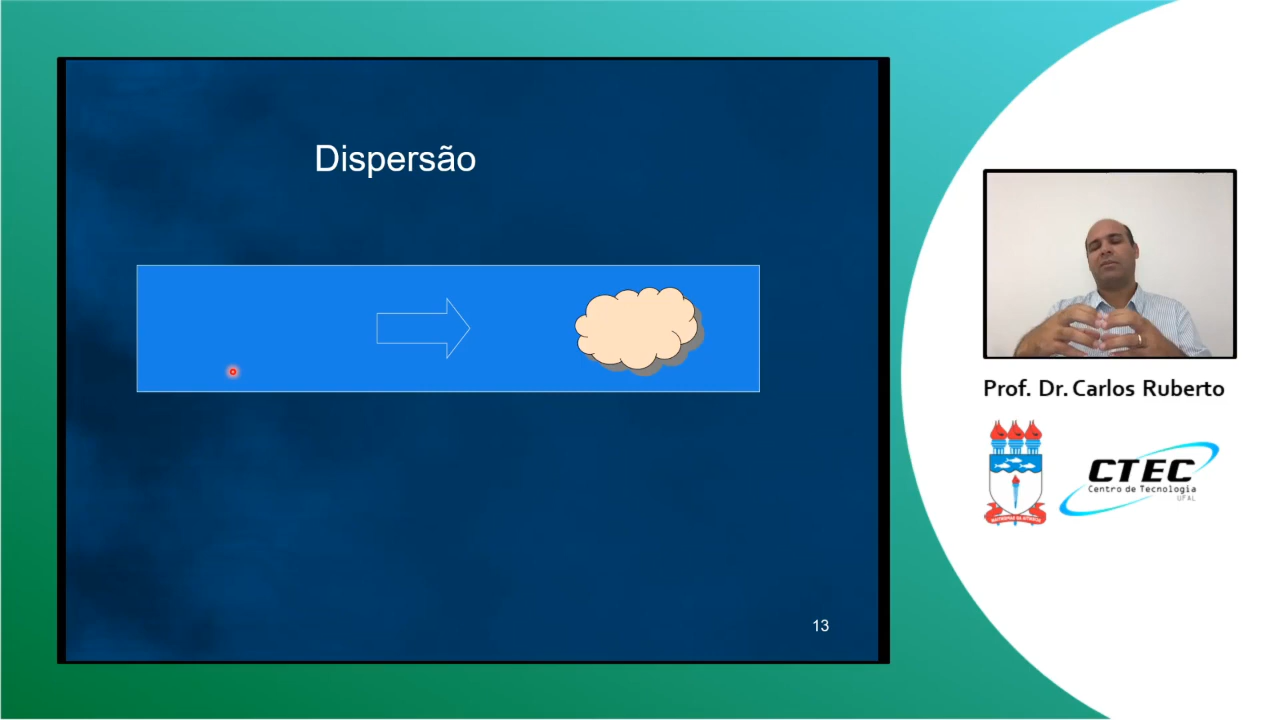 Dispersão
13
Prof. Dr. Carlos Ruberto
CTEC
Centro de Tecnologia
UFAL